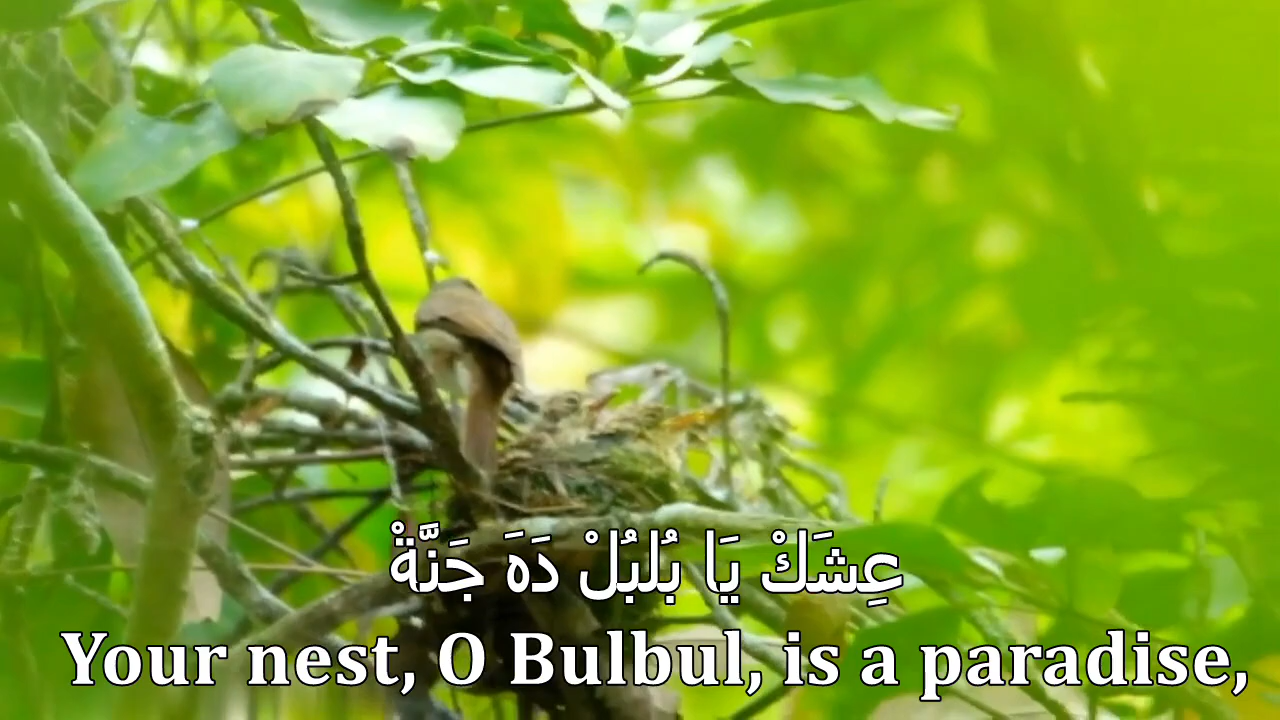 عِشَكْ يَا بُلبُلْ دَهَ جَنَّةْ
Your nest, O Bulbul, is a paradise,